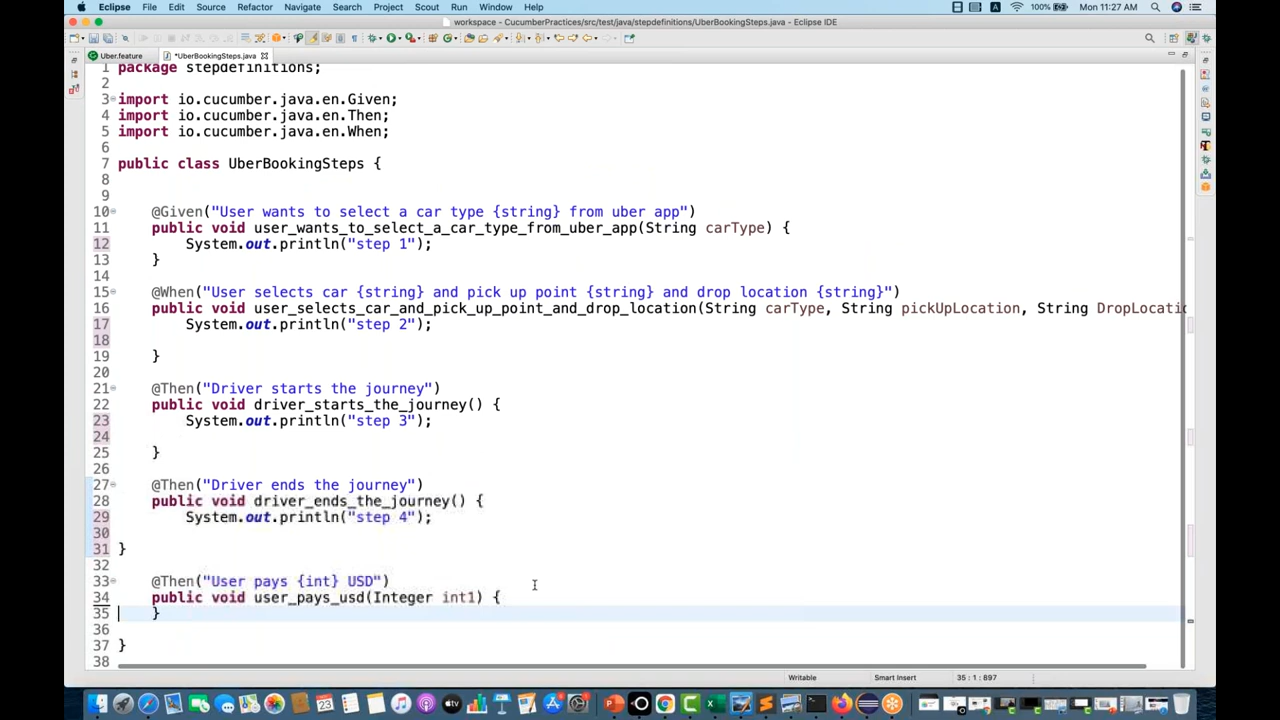 Eclipse File Edit Source Refactor Navigate Search Project Scout Run Window Help 100% Mon 11:27 AM
workspace - CucumberPractices/src/test/java/stepdefinitions/UberBookingSteps.java - Eclipse IDE
Uber.feature *UberBookingSteps.java
1 package stepdefinitions;
2
3 import io.cucumber.java.en.Given;
4 import io.cucumber.java.en.Then;
5 import io.cucumber.java.en.When;
6
7 public class UberBookingSteps {
8
9
10 @Given("User wants to select a car type {string} from uber app")
11 public void user_wants_to_select_a_car_type_from_uber_app(String carType) {
12 System.out.println("step 1");
13 }
14
15 @When("User selects car {string} and pick up point {string} and drop location {string}")
16 public void user_selects_car_and_pick_up_point_and_drop_location(String carType, String pickUpLocation, String DropLocatio
17 System.out.println("step 2");
18
19 }
20
21 @Then("Driver starts the journey")
22 public void driver_starts_the_journey() {
23 System.out.println("step 3");
24
25 }
26
27 @Then("Driver ends the journey")
28 public void driver_ends_the_journey() {
29 System.out.println("step 4");
30
31 }
32
33 @Then("User pays {int} USD")
34 public void user_pays_usd(Integer int1) {
35 }
36
37 }
38
Writable Smart Insert 35 : 1 : 897